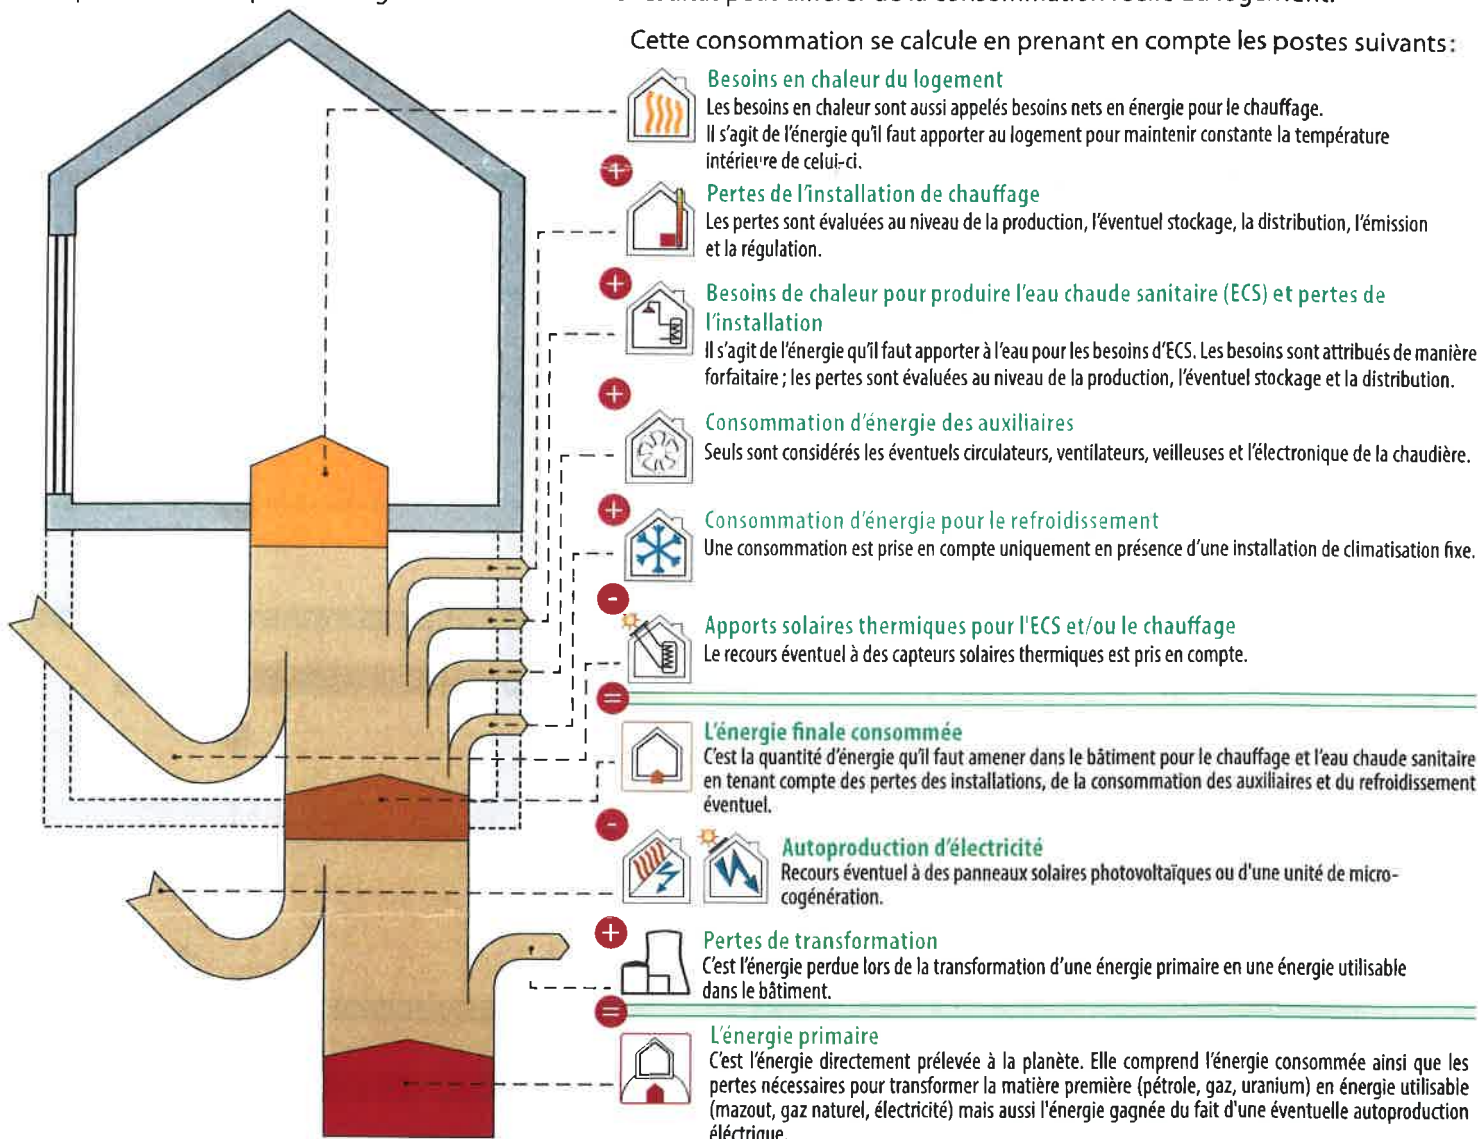 Cette consommation se calcule en prenant en compte les postes suivants:
Besoins en chaleur du logement
Les besoins en chaleur sont aussi appelés besoins nets en énergie pour le chauffage.
Il s'agit de l'énergie qu'il faut apporter au logement pour maintenir constante la température
intérieure de celui-ci.
+
Pertes de l'installation de chauffage
Les pertes sont évaluées au niveau de la production, l'éventuel stockage, la distribution, l'émission
et la régulation.
+
Besoins de chaleur pour produire l'eau chaude sanitaire (ECS) et pertes de
l'installation
Il s'agit de l'énergie qu'il faut apporter à l'eau pour les besoins d'ECS. Les besoins sont attribués de manière
forfaitaire ; les pertes sont évaluées au niveau de la production, l'éventuel stockage et la distribution.
+
Consommation d'énergie des auxiliaires
Seuls sont considérés les éventuels circulateurs, ventilateurs, veilleuses et l'électronique de la chaudière.
+
Consommation d'énergie pour le refroidissement
Une consommation est prise en compte uniquement en présence d'une installation de climatisation fixe.
-
Apports solaires thermiques pour l'ECS et/ou le chauffage
Le recours éventuel à des capteurs solaires thermiques est pris en compte.
=
L'énergie finale consommée
C'est la quantité d'énergie qu'il faut amener dans le bâtiment pour le chauffage et l'eau chaude sanitaire
en tenant compte des pertes des installations, de la consommation des auxiliaires et du refroidissement
éventuel.
-
Autoproduction d'électricité
Recours éventuel à des panneaux solaires photovoltaïques ou d'une unité de micro-
cogénération.
+
Pertes de transformation
C'est l'énergie perdue lors de la transformation d'une énergie primaire en une énergie utilisable
dans le bâtiment.
=
L'énergie primaire
C'est l'énergie directement prélevée à la planète. Elle comprend l'énergie consommée ainsi que les
pertes nécessaires pour transformer la matière première (pétrole, gaz, uranium) en énergie utilisable
(mazout, gaz naturel, électricité) mais aussi l'énergie gagnée du fait d'une éventuelle autoproduction
éléctrique.